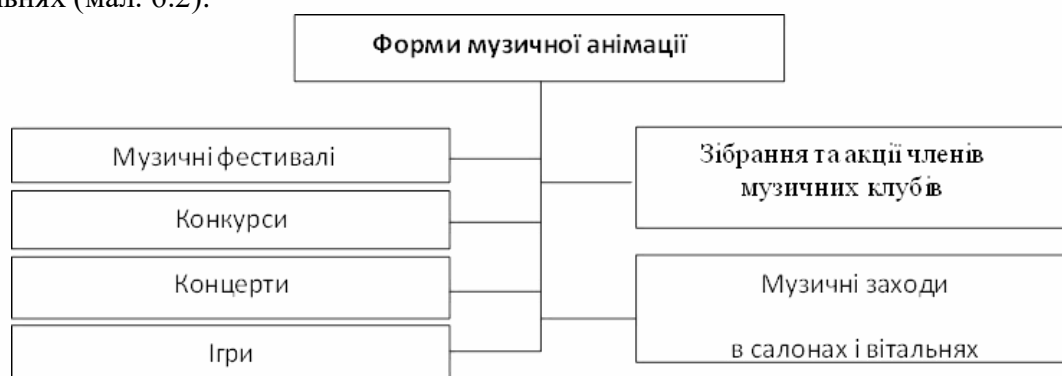 (мал. 6.2).
Форми музичної анімації
Музичні фестивалі
Конкурси
Концерти
Ігри
Зібрання та акції членів
музичних клубів
Музичні заходи
в салонах і вітальнях